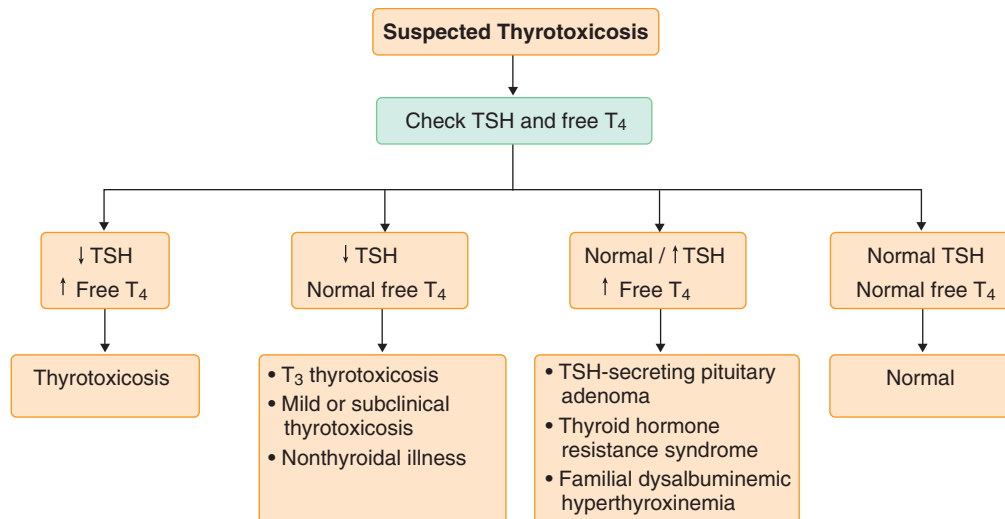 Suspected Thyrotoxicosis
Check TSH and free T₄
↓ TSH
↑ Free T₄
↓ TSH
Normal free T₄
Normal / ↑TSH
↑ Free T₄
Normal TSH
Normal free T₄
Thyrotoxicosis
• T₃ thyrotoxicosis
• Mild or subclinical
thyrotoxicosis
• Nonthyroidal illness
• TSH-secreting pituitary
adenoma
• Thyroid hormone
resistance syndrome
• Familial dysalbuminemic
hyperthyroxinemia
Normal